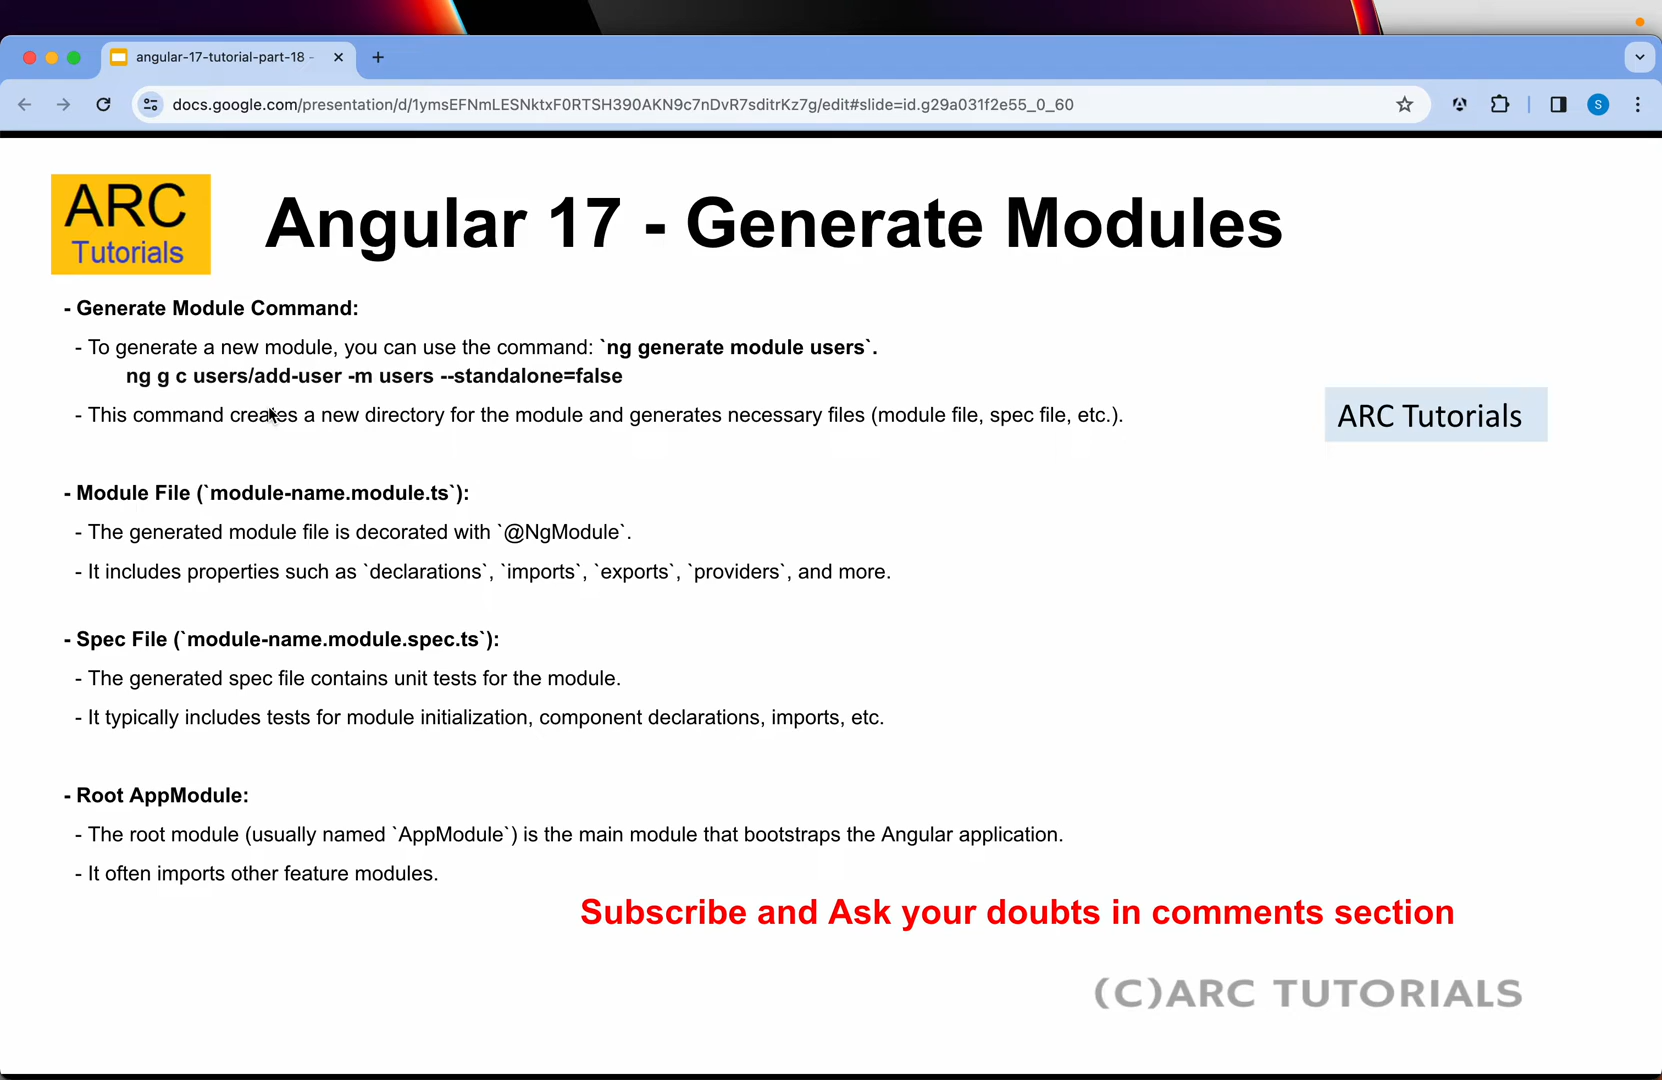 angular-17-tutorial-part-18 -
docs.google.com/presentation/d/1ymsEFNmLESNktxF0RTSH390AKN9c7nDvR7sditrKz7g/edit#slide=id.g29a031f2e55_0_60
S
ARC
Tutorials
Angular 17 - Generate Modules
- Generate Module Command:
- To generate a new module, you can use the command: `ng generate module users`.
ng g c users/add-user -m users --standalone=false
- This command creates a new directory for the module and generates necessary files (module file, spec file, etc.).
ARC Tutorials
- Module File (`module-name.module.ts`):
- The generated module file is decorated with `@NgModule`.
- It includes properties such as `declarations`, `imports`, `exports`, `providers`, and more.
- Spec File (`module-name.module.spec.ts`):
- The generated spec file contains unit tests for the module.
- It typically includes tests for module initialization, component declarations, imports, etc.
- Root AppModule:
- The root module (usually named `AppModule`) is the main module that bootstraps the Angular application.
- It often imports other feature modules.
Subscribe and Ask your doubts in comments section
(C)ARC TUTORIALS